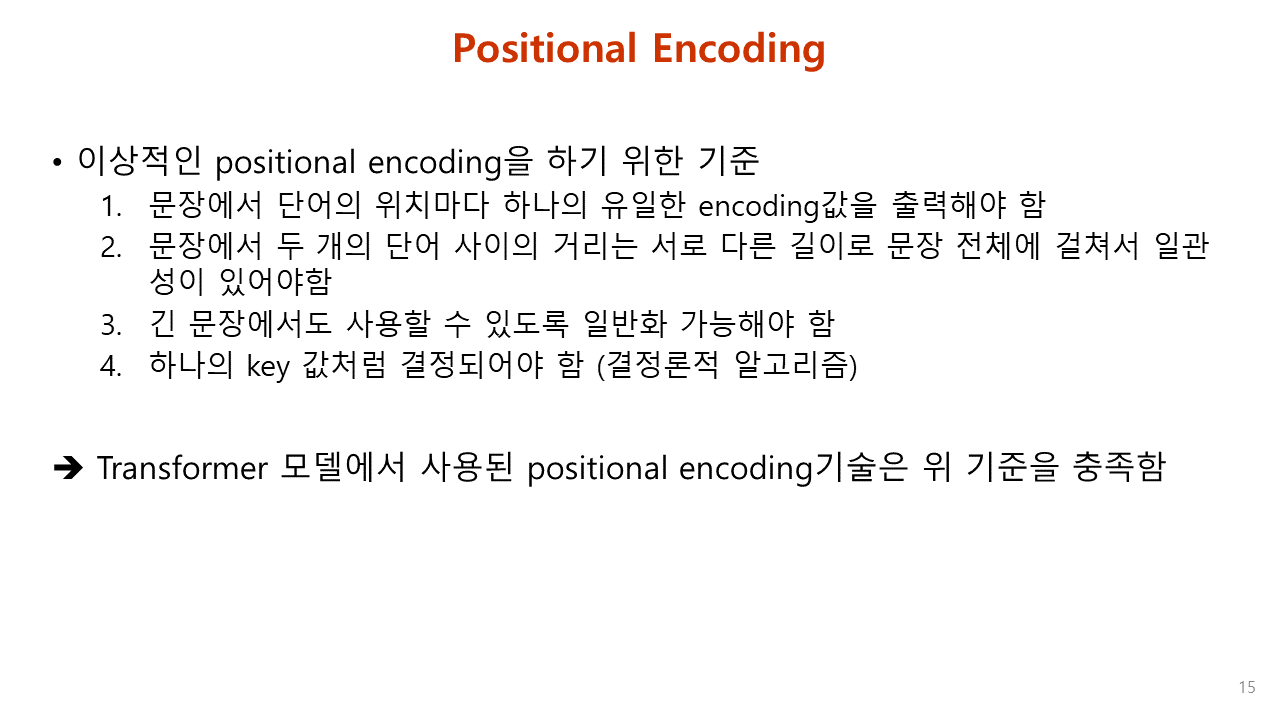 Positional Encoding
• 이상적인 positional encoding을 하기 위한 기준
1. 문장에서 단어의 위치마다 하나의 유일한 encoding값을 출력해야 함
2. 문장에서 두 개의 단어 사이의 거리는 서로 다른 길이로 문장 전체에 걸쳐서 일관
성이 있어야함
3. 긴 문장에서도 사용할 수 있도록 일반화 가능해야 함
4. 하나의 key 값처럼 결정되어야 함 (결정론적 알고리즘)
➔ Transformer 모델에서 사용된 positional encoding기술은 위 기준을 충족함
15